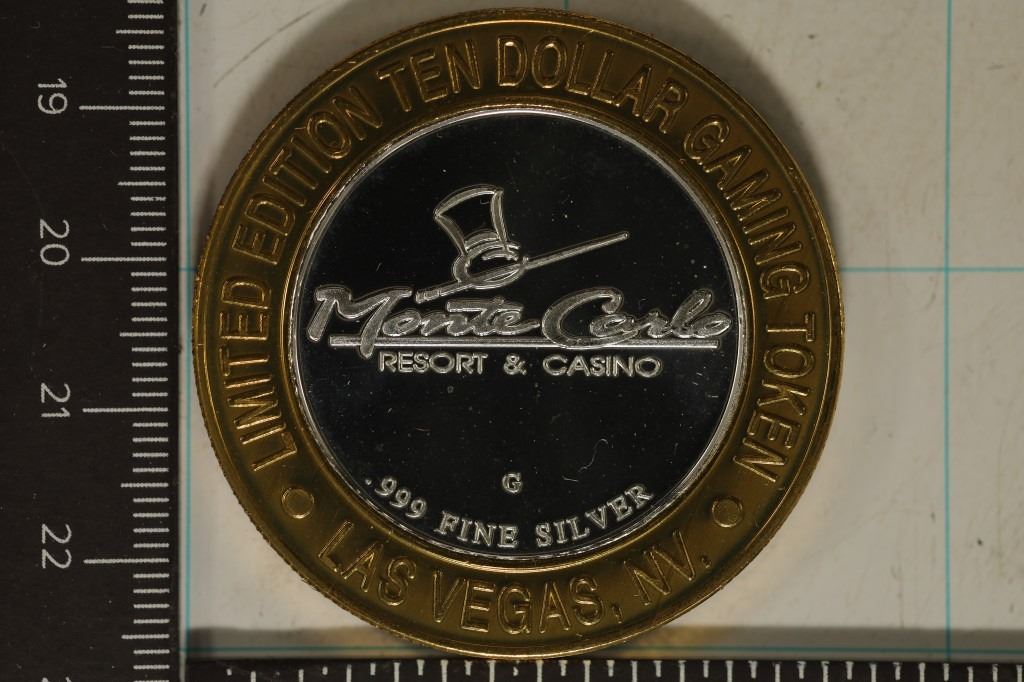 LIMITED EDITION TEN DOLLAR GAMING TOKEN
Monte Carlo
RESORT & CASINO
G
.999 FINE SILVER
LAS VEGAS, NV.
19
20
21
22